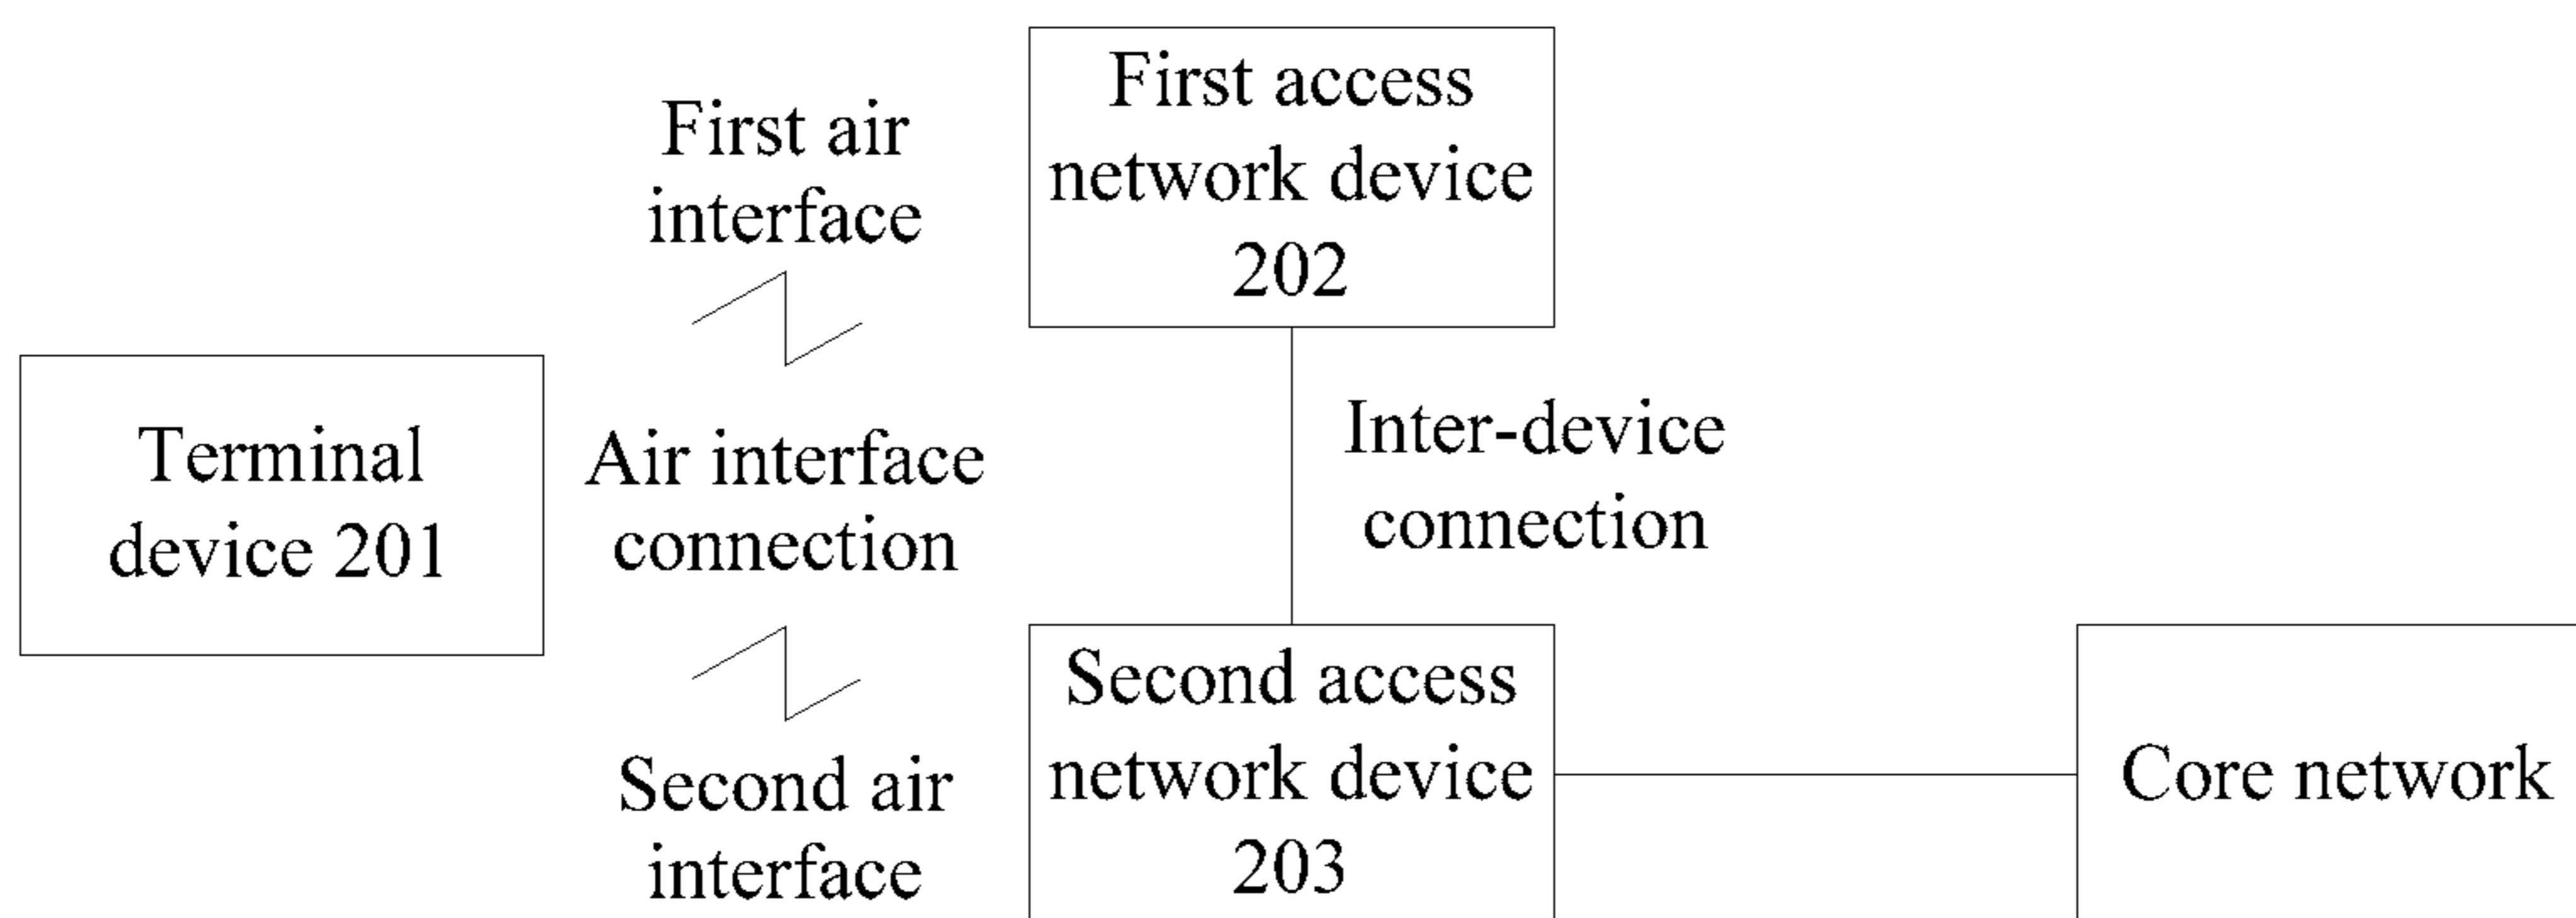 First access
network device
202
First air
interface
Terminal
device 201
Air interface
connection
Inter-device
connection
Second access
network device
203
Core network
Second air
interface